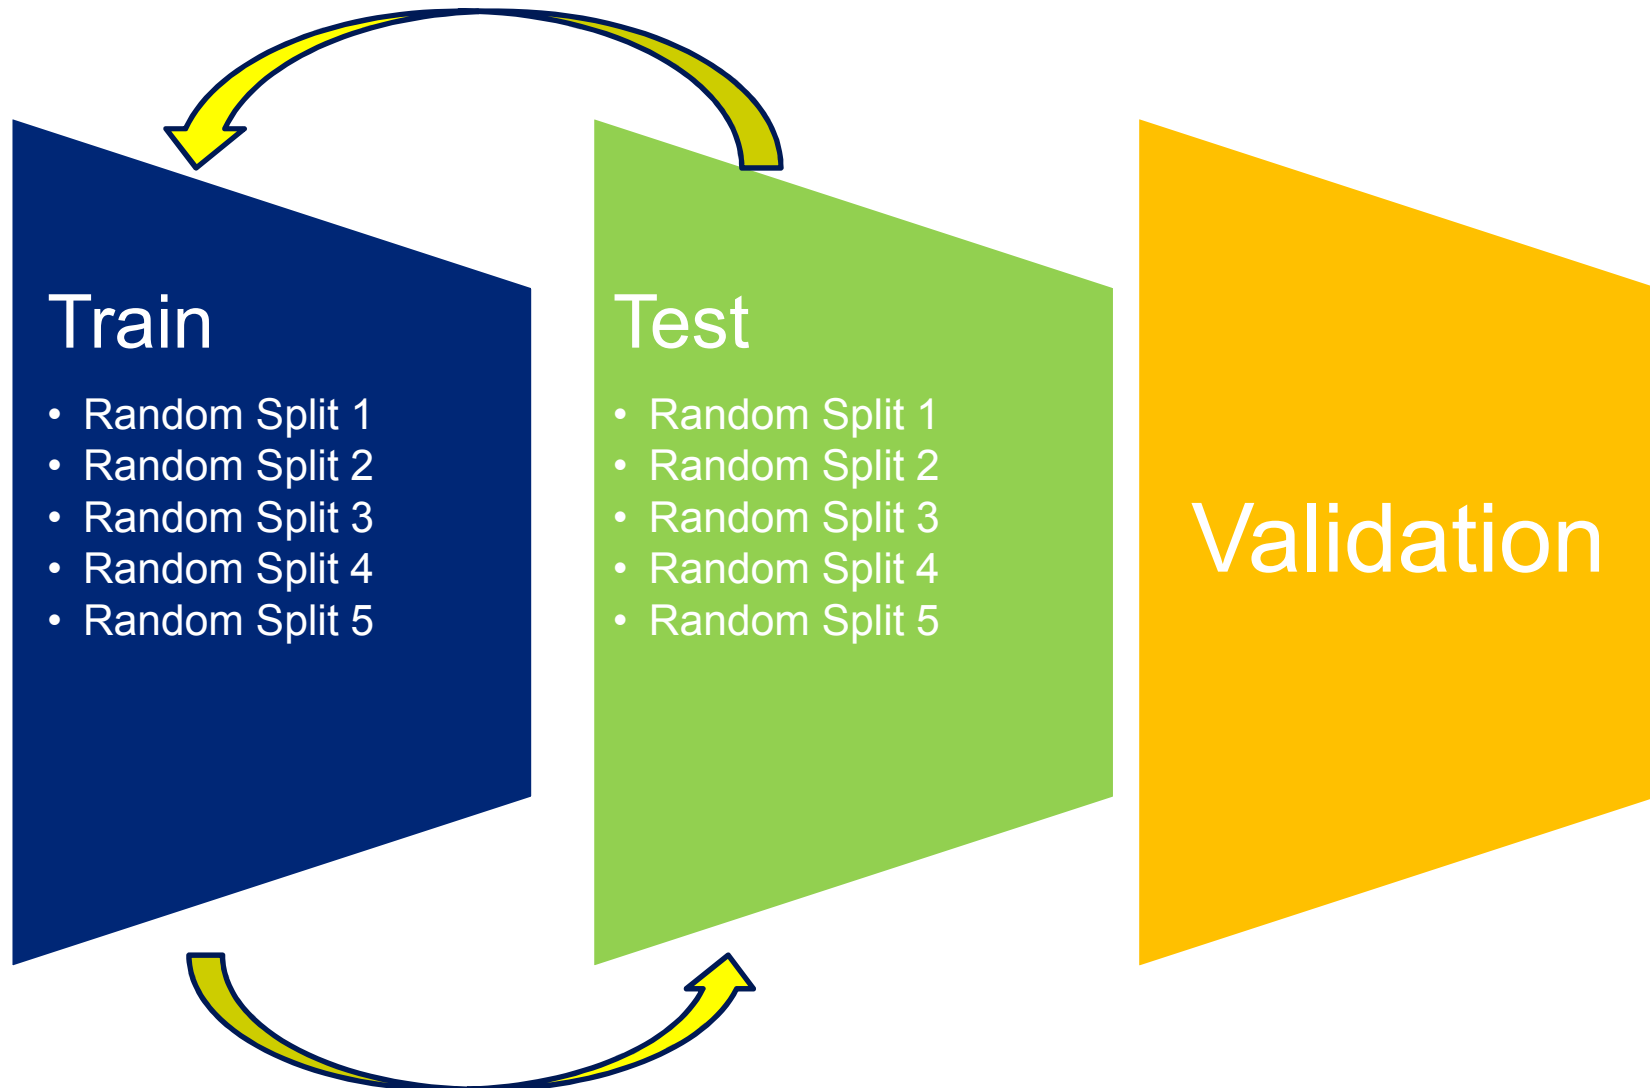 Train
• Random Split 1
• Random Split 2
• Random Split 3
• Random Split 4
• Random Split 5
Test
• Random Split 1
• Random Split 2
• Random Split 3
• Random Split 4
• Random Split 5
Validation